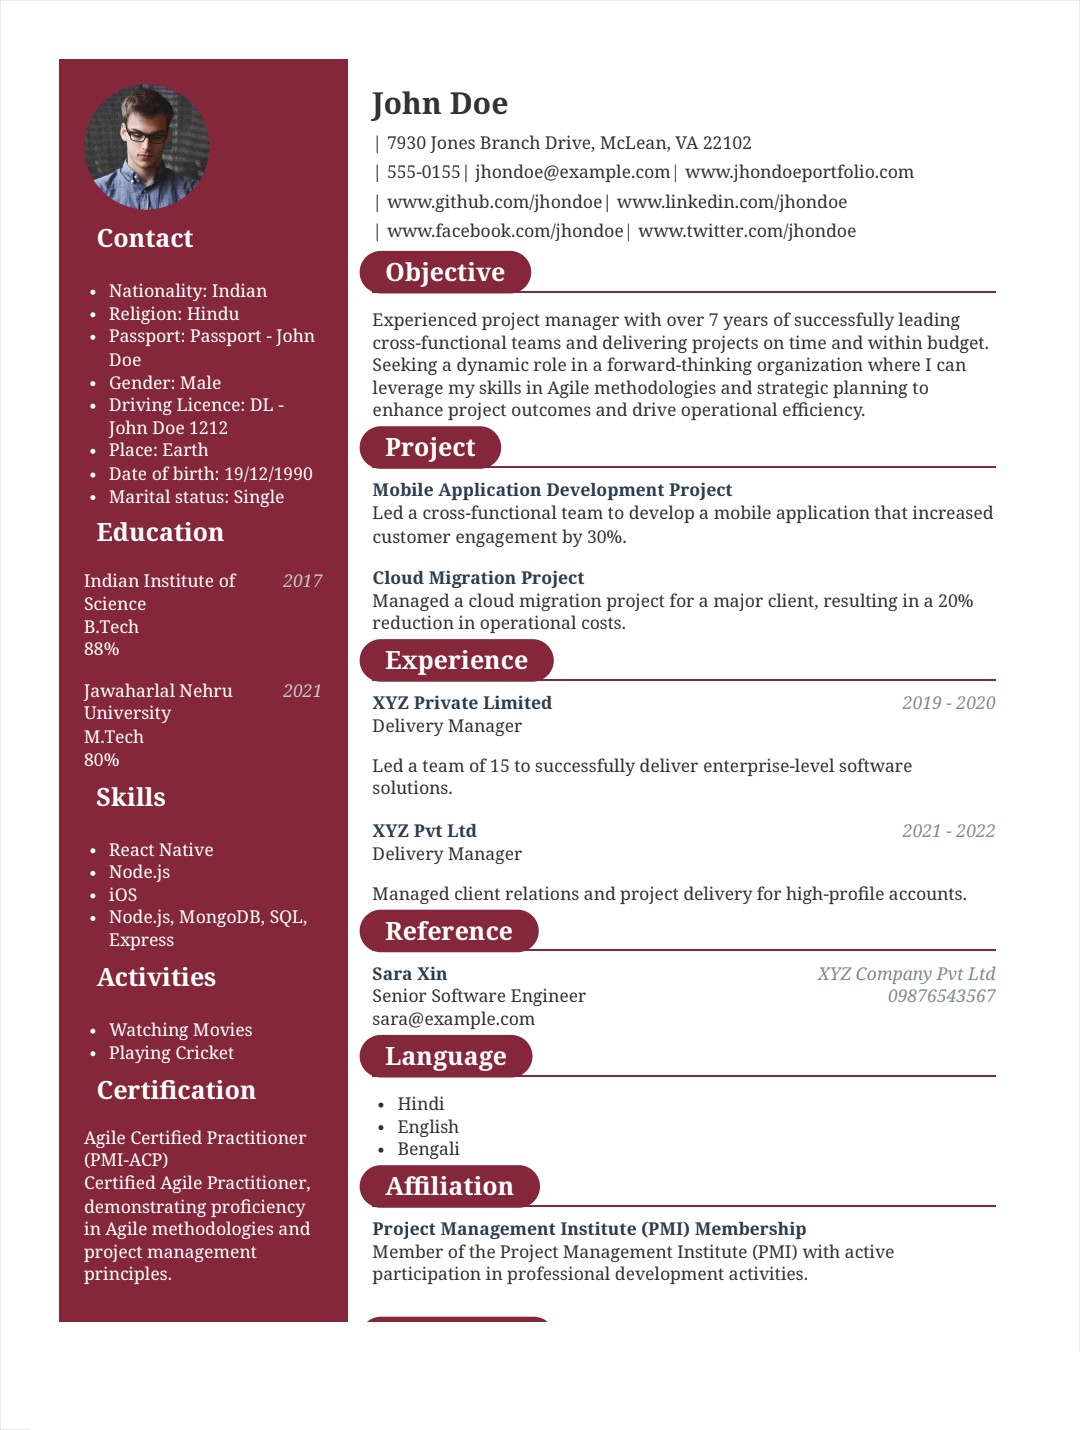 Contact
• Nationality: Indian
• Religion: Hindu
• Passport: Passport - John
Doe
• Gender: Male
• Driving Licence: DL -
John Doe 1212
• Place: Earth
• Date of birth: 19/12/1990
• Marital status: Single
Education
Indian Institute of 2017
Science
B.Tech
88%
Jawaharlal Nehru 2021
University
M.Tech
80%
Skills
• React Native
• Node.js
• iOS
• Node.js, MongoDB, SQL,
Express
Activities
• Watching Movies
• Playing Cricket
Certification
Agile Certified Practitioner
(PMI-ACP)
Certified Agile Practitioner,
demonstrating proficiency
in Agile methodologies and
project management
principles.
John Doe
| 7930 Jones Branch Drive, McLean, VA 22102
| 555-0155| jhondoe@example.com| www.jhondoeportfolio.com
| www.github.com/jhondoe| www.linkedin.com/jhondoe
| www.facebook.com/jhondoe| www.twitter.com/jhondoe
Objective
Experienced project manager with over 7 years of successfully leading
cross-functional teams and delivering projects on time and within budget.
Seeking a dynamic role in a forward-thinking organization where I can
leverage my skills in Agile methodologies and strategic planning to
enhance project outcomes and drive operational efficiency.
Project
Mobile Application Development Project
Led a cross-functional team to develop a mobile application that increased
customer engagement by 30%.
Cloud Migration Project
Managed a cloud migration project for a major client, resulting in a 20%
reduction in operational costs.
Experience
XYZ Private Limited 2019 - 2020
Delivery Manager
Led a team of 15 to successfully deliver enterprise-level software
solutions.
XYZ Pvt Ltd 2021 - 2022
Delivery Manager
Managed client relations and project delivery for high-profile accounts.
Reference
Sara Xin XYZ Company Pvt Ltd
Senior Software Engineer 09876543567
sara@example.com
Language
• Hindi
• English
• Bengali
Affiliation
Project Management Institute (PMI) Membership
Member of the Project Management Institute (PMI) with active
participation in professional development activities.